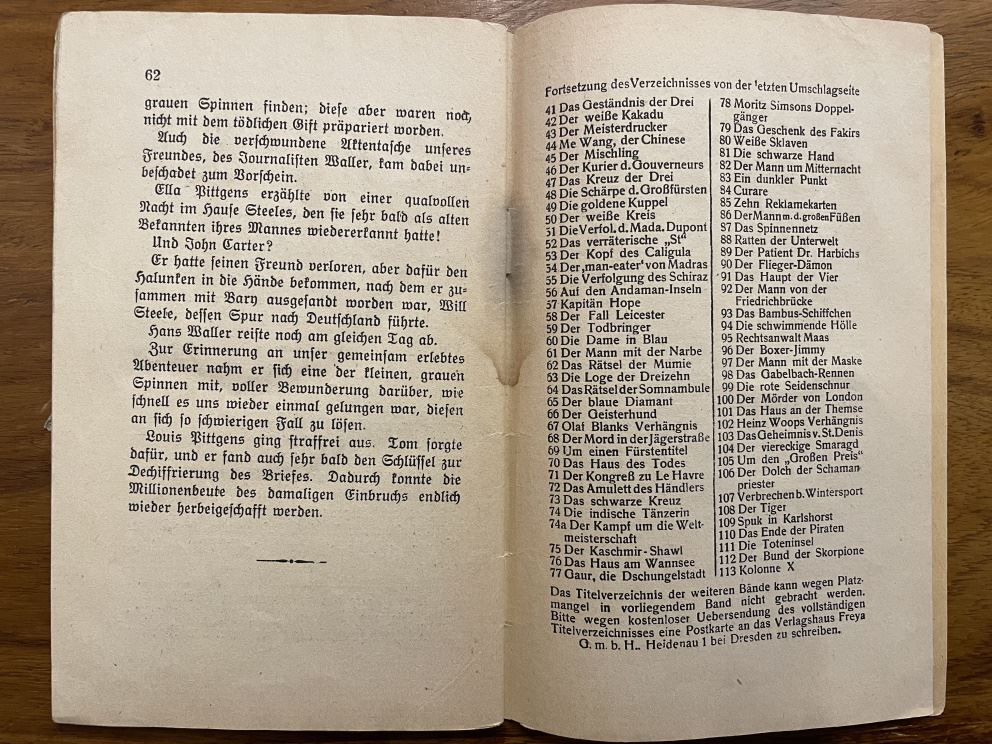 62
grauen Spinnen finden; diese aber waren noch
nicht mit dem tödlichen Gift präpariert worden.
Auch die verschwundene Aktentasche unseres
Freundes, des Journalisten Waller, kam dabei un-
beschadet zum Vorschein.
Ella Pittgens erzählte von einer qualvollen
Nacht im Hause Steeles, den sie sehr bald als alten
Bekannten ihres Mannes wiedererkannt hatte!
Und John Carter?
Er hatte seinen Freund verloren, aber dafür den
Halunken in die Hände bekommen, nach dem er zu-
sammen mit Bary ausgesandt worden war, Will
Steele, dessen Spur nach Deutschland führte.
Hans Waller reiste noch am gleichen Tag ab.
Zur Erinnerung an unser gemeinsam erlebtes
Abenteuer nahm er sich eine der kleinen, grauen
Spinnen mit, voller Bewunderung darüber, wie
schnell es uns wieder einmal gelungen war, diesen
an sich so schwierigen Fall zu lösen.
Louis Pittgens ging straffrei aus. Tom sorgte
dafür, und er fand auch sehr bald den Schlüssel zur
Dechiffrierung des Briefes. Dadurch konnte die
Millionenbeute des damaligen Einbruchs endlich
wieder herbeigeschafft werden.
Fortsetzung des Verzeichnisses von der letzten Umschlagseite
41 Das Geständnis der Drei
42 Der weiße Kakadu
43 Der Meisterdrucker
44 Me Wang, der Chinese
45 Der Mischling
46 Der Kurier d. Gouverneurs
47 Das Kreuz der Drei
48 Die Schärpe d. Großfürsten
49 Die goldene Kuppel
50 Der weiße Kreis
51 Die Verfol. d. Mada. Dupont
52 Das verräterische „St"
53 Der Kopf des Caligula
54 Der ‚man-eater' von Madras
55 Die Verfolgung des Schiraz
56 Auf den Andaman-Inseln
57 Kapitän Hope
58 Der Fall Leicester
59 Der Todbringer
60 Die Dame in Blau
61 Der Mann mit der Narbe
62 Das Rätsel der Mumie
63 Die Loge der Dreizehn
64 Das Rätsel der Somnambule
65 Der blaue Diamant
66 Der Geisterhund
67 Olaf Blanks Verhängnis
68 Der Mord in der Jägerstraße
69 Um einen Fürstentitel
70 Das Haus des Todes
71 Der Kongreß zu Le Havre
72 Das Amulett des Händlers
73 Das schwarze Kreuz
74 Die indische Tänzerin
74a Der Kampf um die Welt-
meisterschaft
75 Der Kaschmir-Shawl
76 Das Haus am Wannsee
77 Gaur, die Dschungelstadt
78 Moritz Simsons Doppel-
gänger
79 Das Geschenk des Fakirs
80 Weiße Sklaven
81 Die schwarze Hand
82 Der Mann um Mitternacht
83 Ein dunkler Punkt
84 Curare
85 Zehn Reklamekarten
86 Der Mann m. d. großen Füßen
87 Das Spinnennetz
88 Ratten der Unterwelt
89 Der Patient Dr. Harbichs
90 Der Flieger-Dämon
91 Das Haupt der Vier
92 Der Mann von der
Friedrichbrücke
93 Das Bambus-Schiffchen
94 Die schwimmende Hölle
95 Rechtsanwalt Maas
96 Der Boxer-Jimmy
97 Der Mann mit der Maske
98 Das Gabelbach-Rennen
99 Die rote Seidenschnur
100 Der Mörder von London
101 Das Haus an der Themse
102 Heinz Woops Verhängnis
103 Das Geheimnis v. St. Denis
104 Der viereckige Smaragd
105 Um den „Großen Preis"
106 Der Dolch der Schaman
priester
107 Verbrechen b. Wintersport
108 Der Tiger
109 Spuk in Karlshorst
110 Das Ende der Piraten
111 Die Toteninsel
112 Der Bund der Skorpione
113 Kolonne X
Das Titelverzeichnis der weiteren Bände kann wegen Platz-
mangel in vorliegendem Band nicht gebracht werden.
Bitte wegen kostenloser Uebersendung des vollständigen
Titelverzeichnisses eine Postkarte an das Verlagshaus Freya
G. m. b. H., Heidenau 1 bei Dresden zu schreiben.